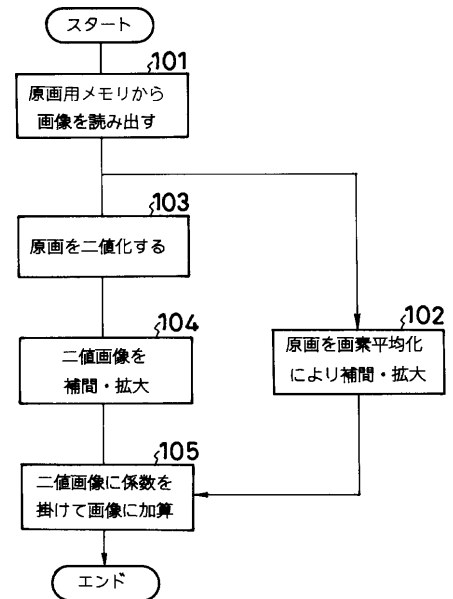 スタート
101
原画用メモリから
画像を読み出す
103
原画を二値化する
104
二値画像を
補間・拡大
102
原画を画素平均化
により補間・拡大
105
二値画像に係数を
掛けて画像に加算
エンド